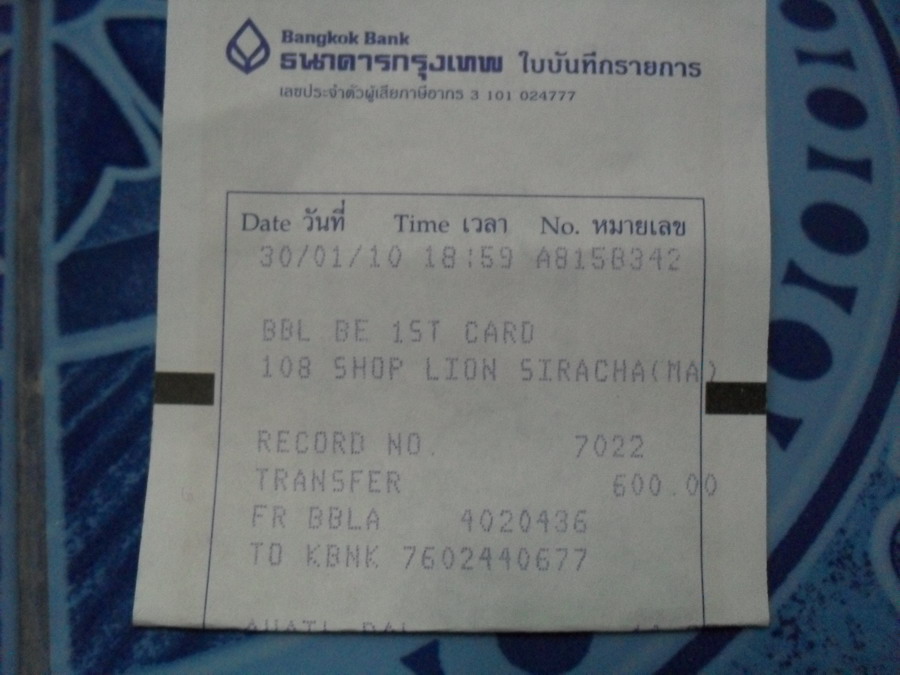 Bangkok Bank
ธนาคารกรุงเทพ ใบบันทึกรายการ
เลขประจำตัวผู้เสียภาษีอากร 3 101 024777
Date วันที่ Time เวลา No. หมายเลข
30/01/10 18:59 A815B342
BBL BE 1ST CARD
108 SHOP LION SIRACHA(MA)
RECORD NO. 7022
TRANSFER 600.00
FR BBLA 4020436
TO KBNK 7602440677